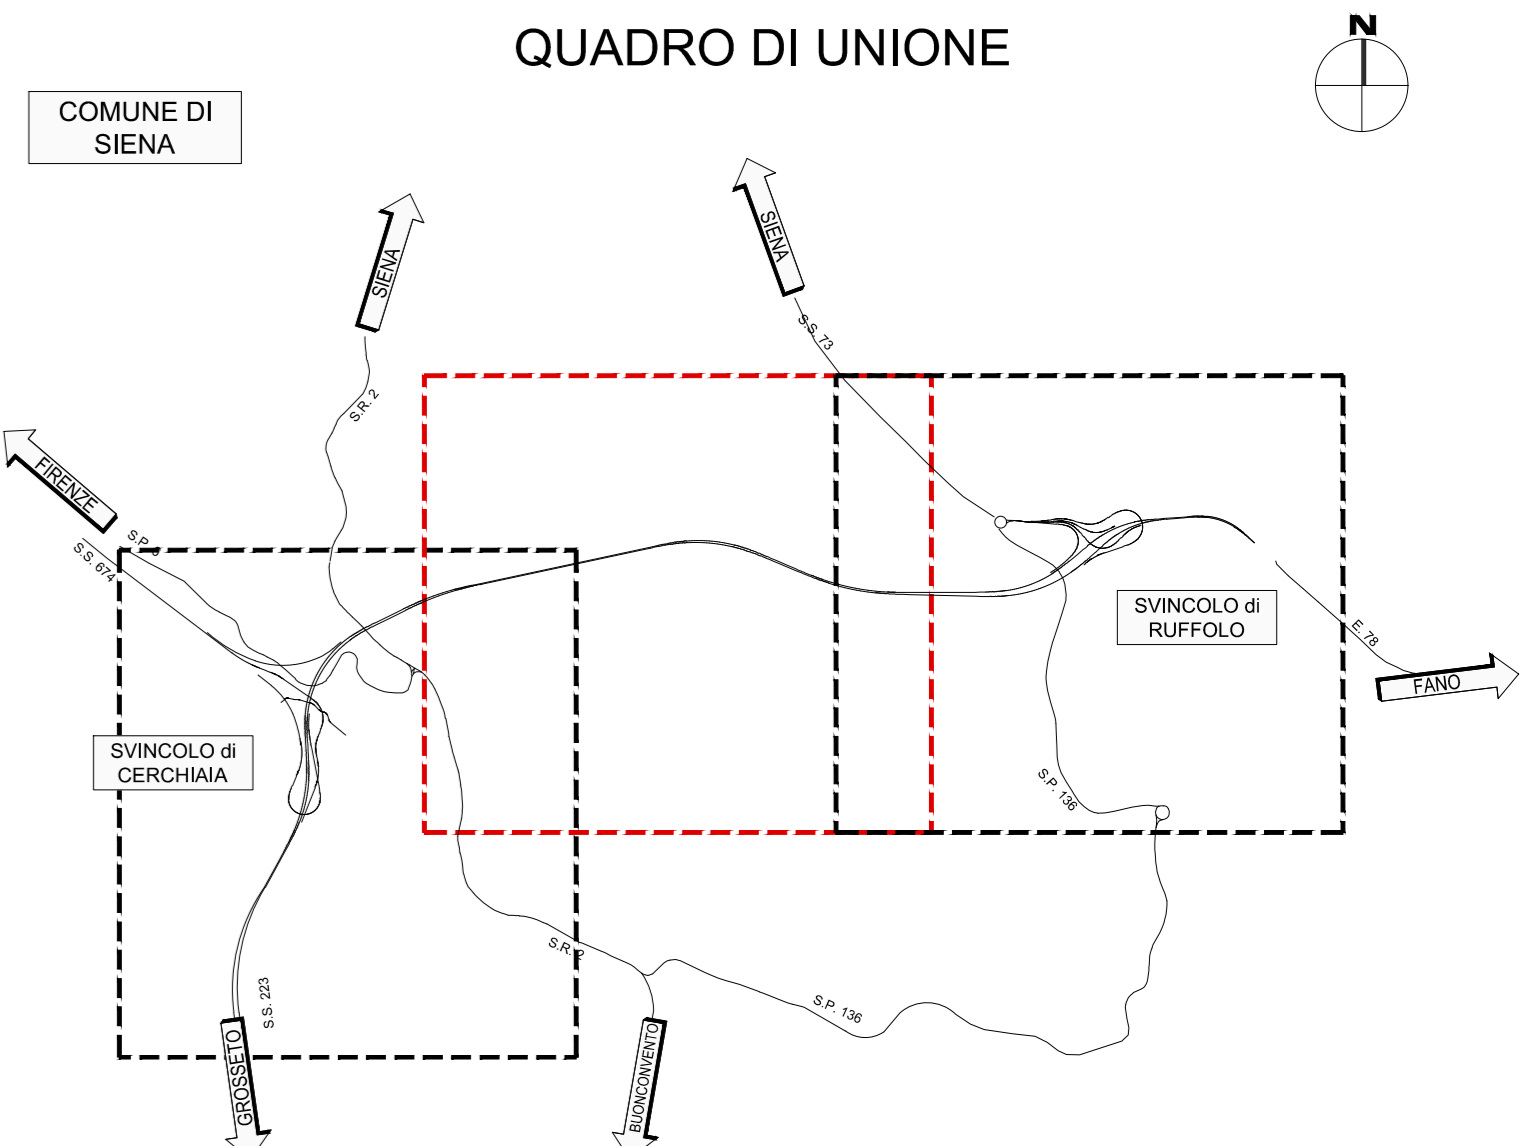 QUADRO DI UNIONE
N
COMUNE DI
SIENA
SIENA
SIENA
S.S. 73
S.R. 2
FIRENZE
S.S. 674
SVINCOLO di
RUFFOLO
E. 78
FANO
SVINCOLO di
CERCHIAIA
S.P. 136
S.R. 2
S.S. 223
S.P. 136
GROSSETO
BUONCONVENTO